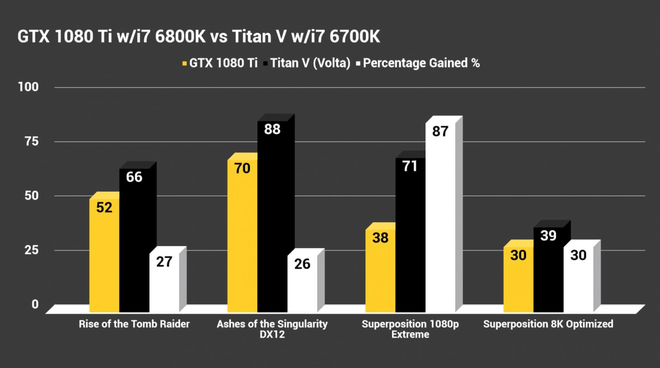 GTX 1080 Ti w/i7 6800K vs Titan V w/i7 6700K
GTX 1080 Ti Titan V (Volta) Percentage Gained %
100
75
50
25
0
52 66 27
70 88 26
38 71 87
30 39 30
Rise of the Tomb Raider
Ashes of the Singularity
DX12
Superposition 1080p
Extreme
Superposition 8K Optimized